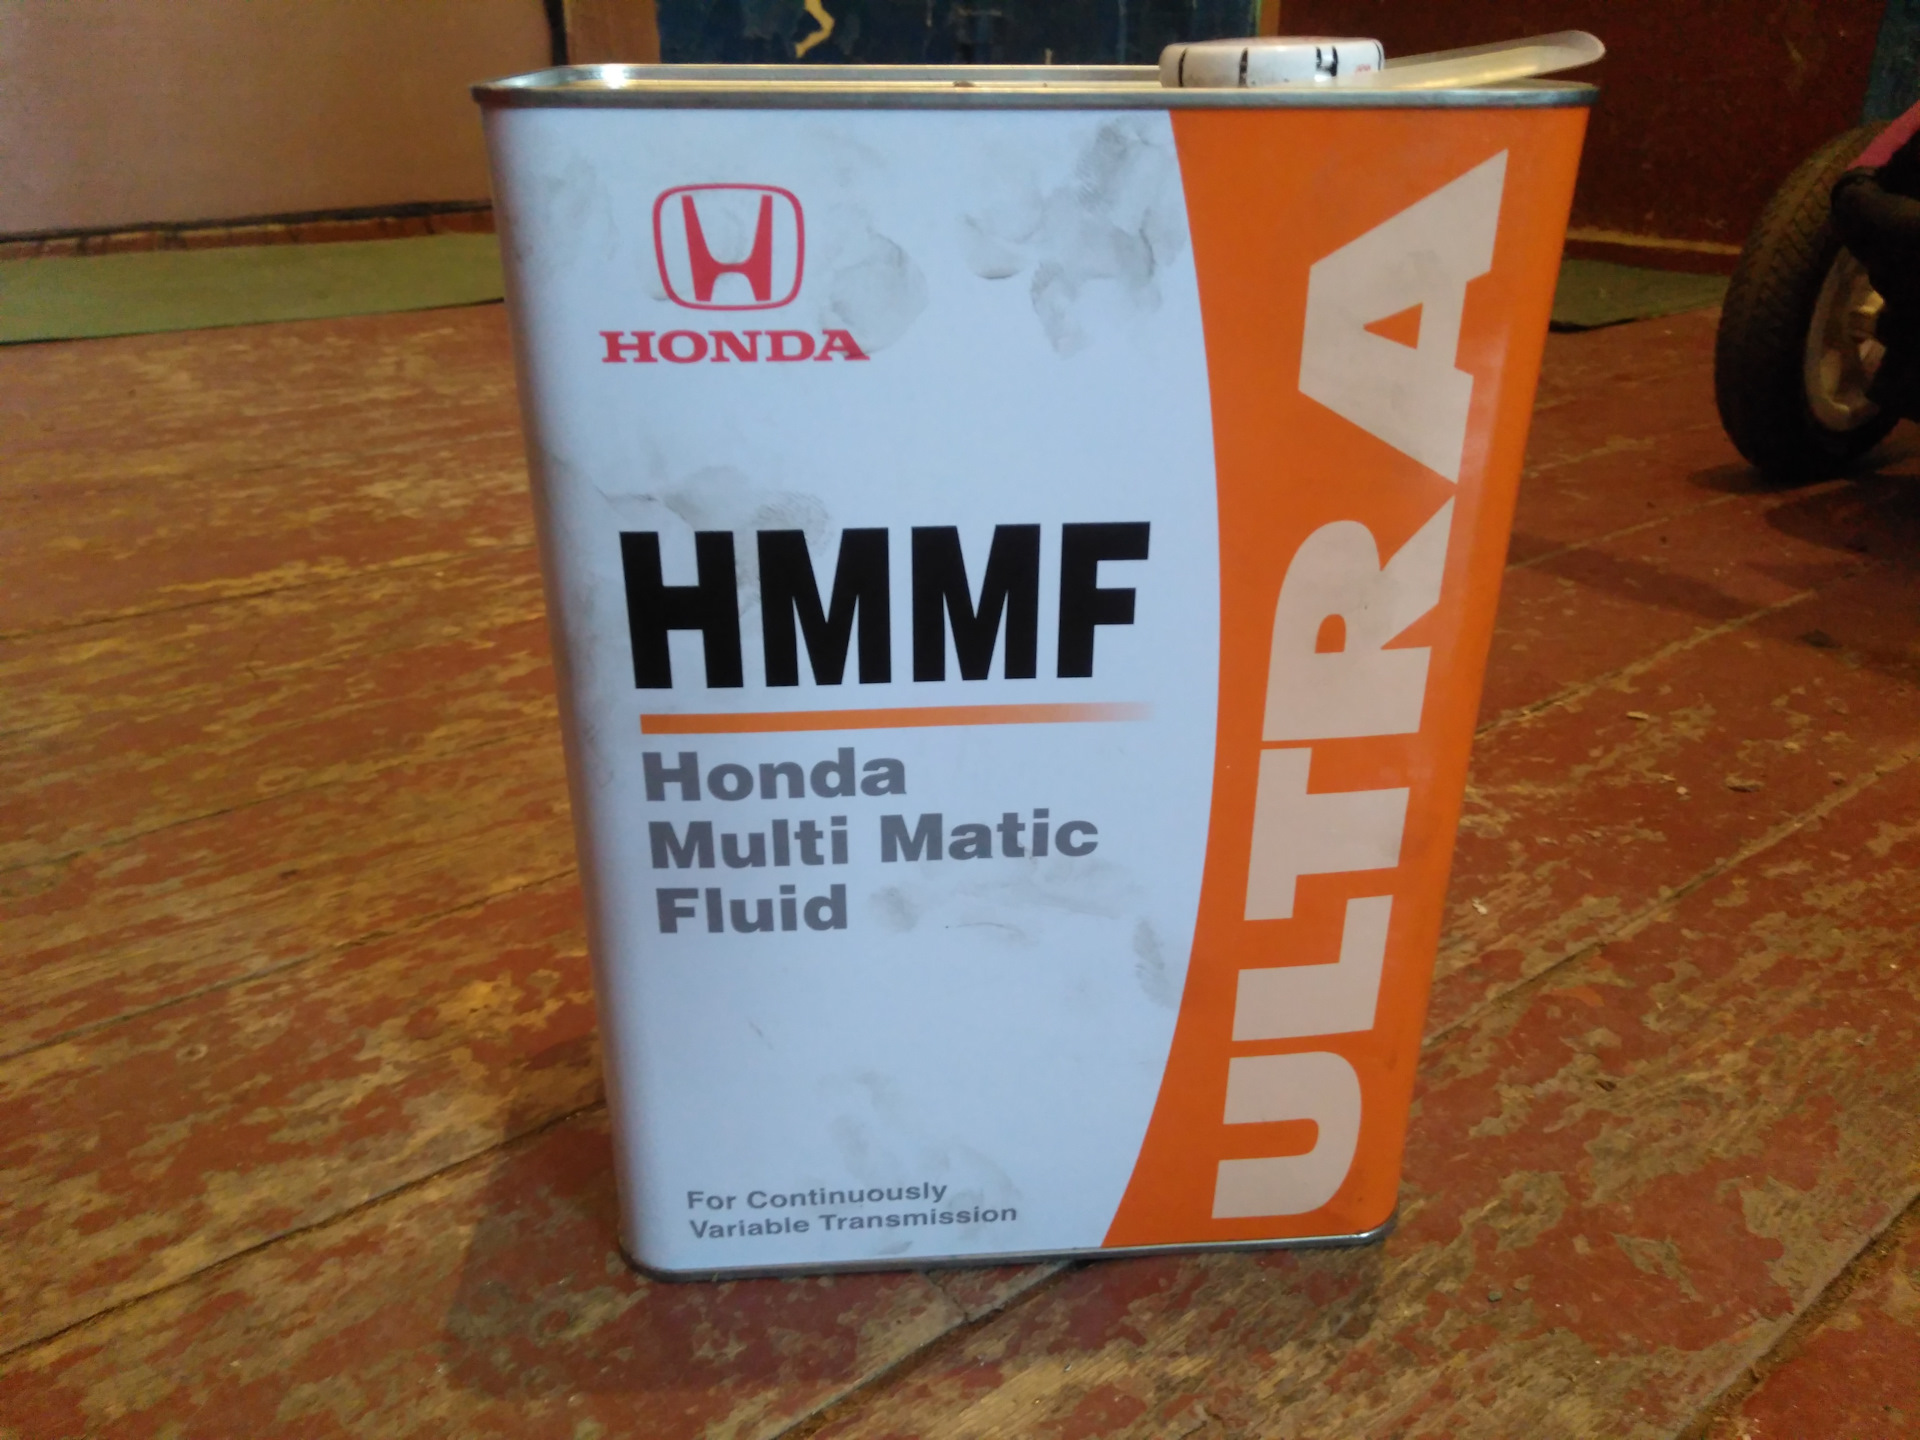 HONDA
HMMF
Honda
Multi Matic
Fluid
For Continuously
Variable Transmission
ULTRA